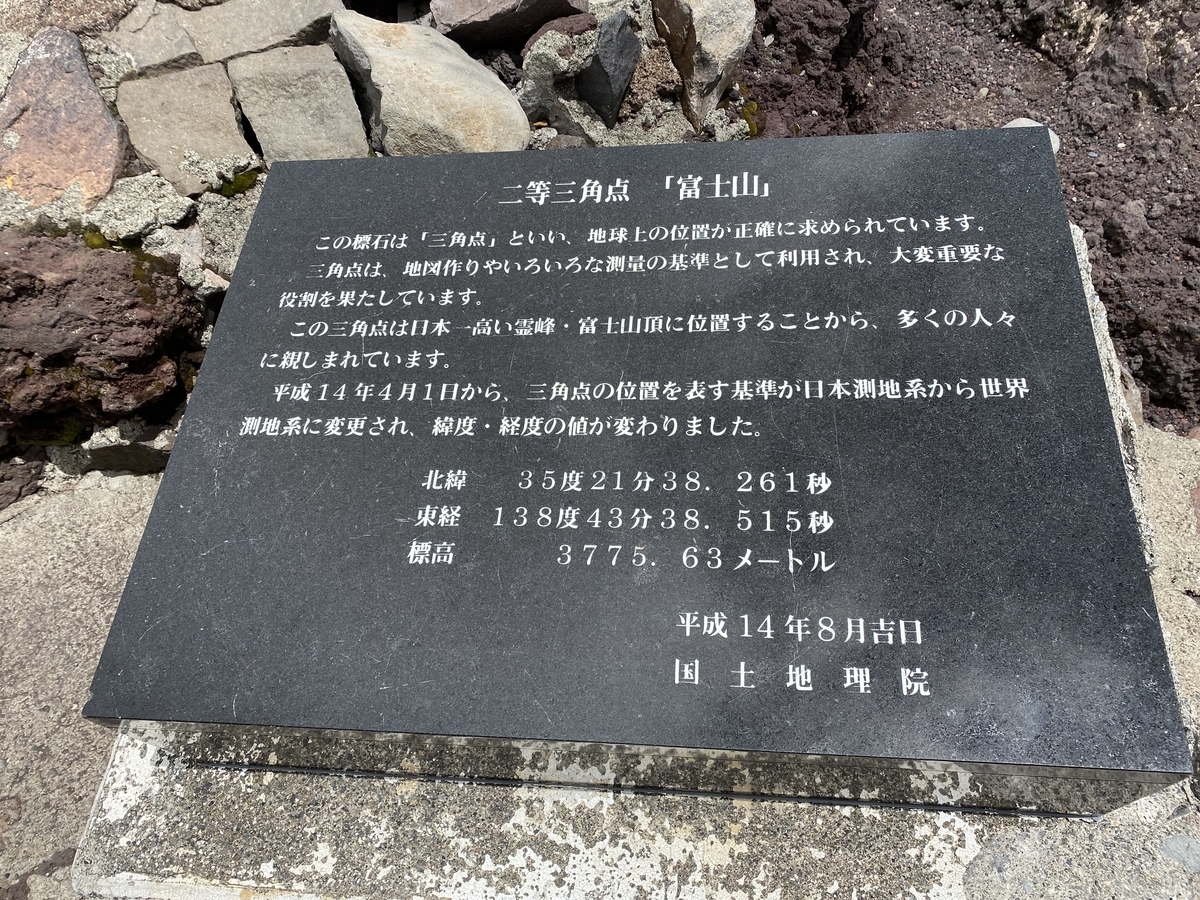 二等三角点 「富士山」
この標石は「三角点」といい、地球上の位置が正確に求められています。
三角点は、地図作りやいろいろな測量の基準として利用され、大変重要な
役割を果たしています。
この三角点は日本一高い霊峰・富士山頂に位置することから、多くの人々
に親しまれています。
平成14年4月1日から、三角点の位置を表す基準が日本測地系から世界
測地系に変更され、緯度・経度の値が変わりました。
北緯 35度21分38．261秒
東経 138度43分38．515秒
標高 3775．63メートル
平成14年8月吉日
国土地理院